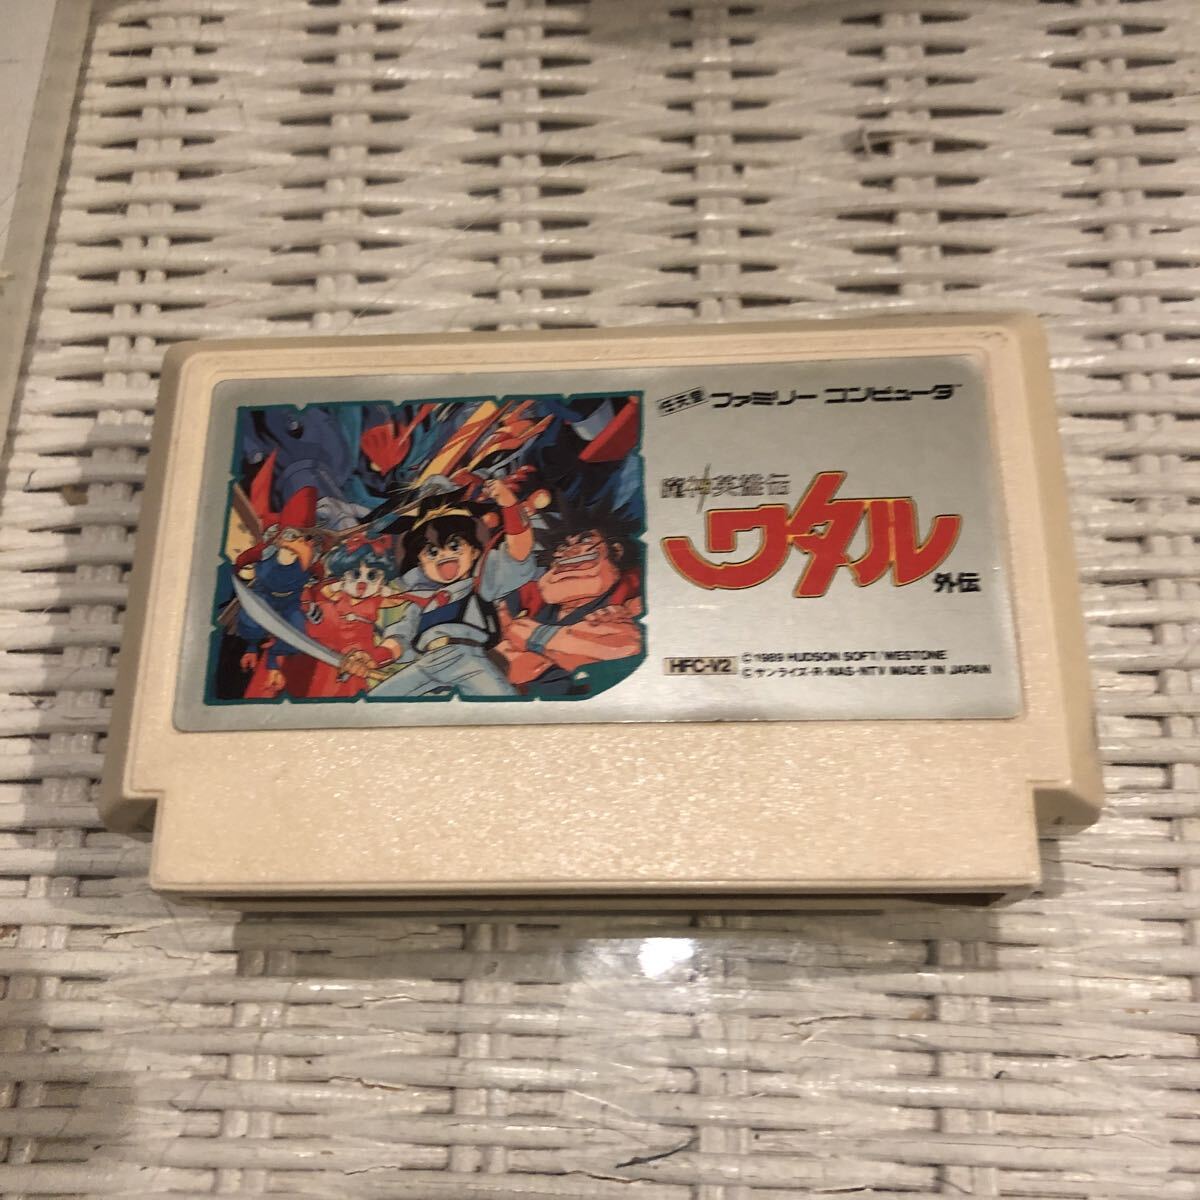 任天堂 ファミリー コンピュータ™
魔神英雄伝
ワタル
外伝
HFC-V2
© 1989 HUDSON SOFT/WESTONE
© サンライズ・R・NAS・NTV MADE IN JAPAN